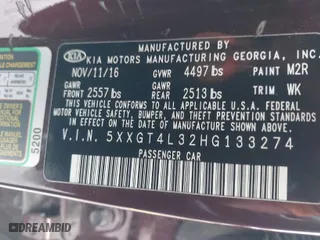 MANUFACTURED BY
KIA KIA MOTORS MANUFACTURING GEORGIA, INC.
NOV/11/16 GVWR 4497 lbs PAINT M2R
GAWR GAWR
FRONT 2557 lbs REAR 2513 lbs TRIM WK
THIS VEHICLE CONFORMS TO ALL APPLICABLE FEDERAL
MOTOR VEHICLE SAFETY, BUMPER, AND THEFT PREVENTION
STANDARDS IN EFFECT ON THE DATE OF MANUFACTURE SHOWN ABOVE.
V.I.N. 5XXGT4L32HG133274
PASSENGER CAR
5200